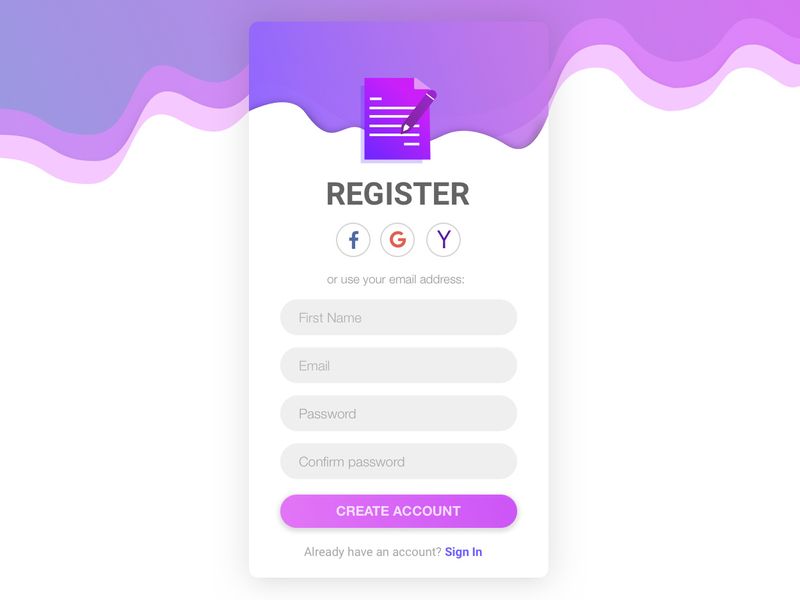 REGISTER
f G Y
or use your email address:
First Name
Email
Password
Confirm password
CREATE ACCOUNT
Already have an account? Sign In